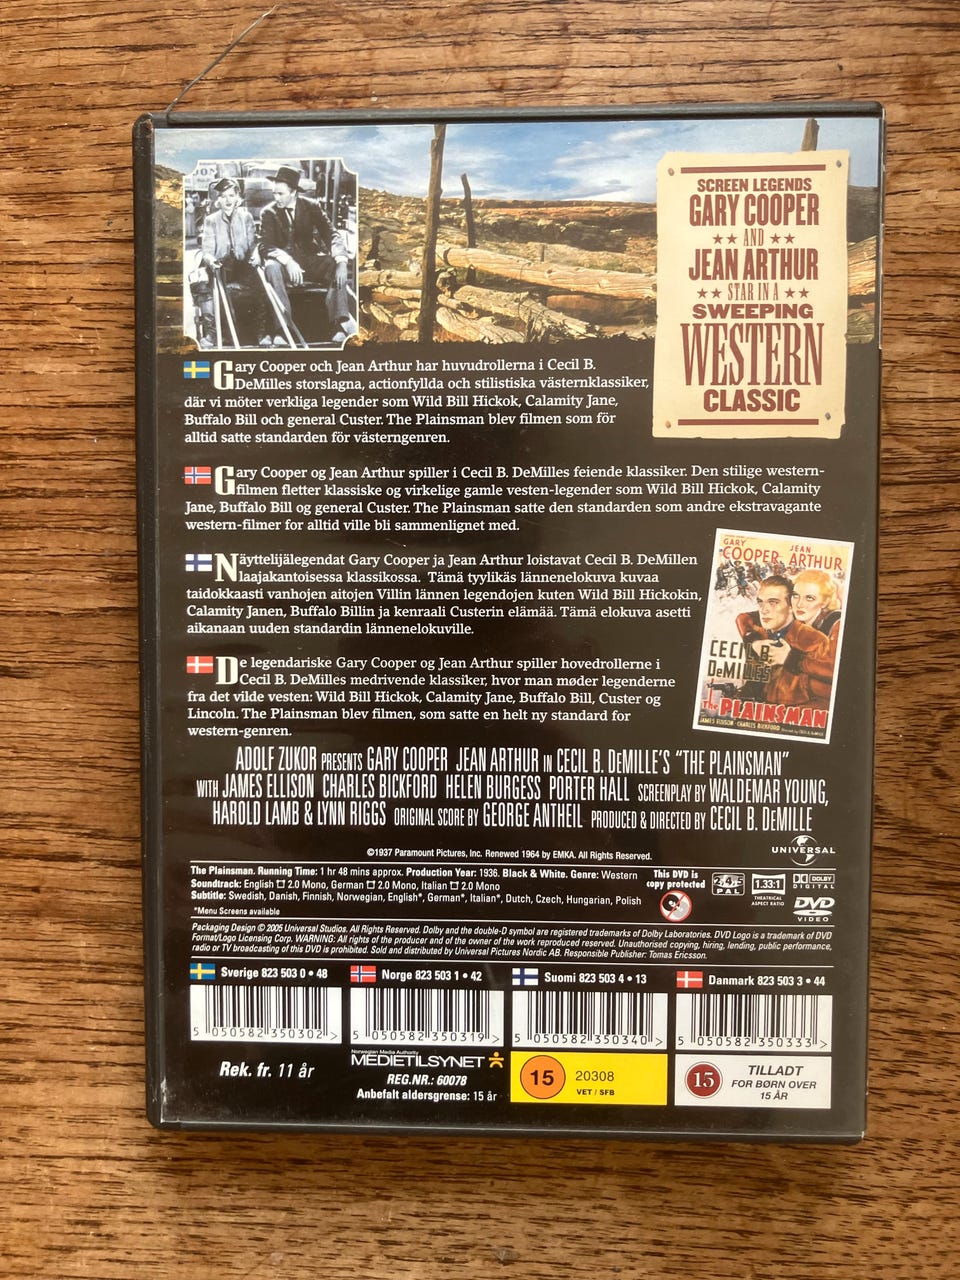 SCREEN LEGENDS
GARY COOPER
★★ AND ★★
JEAN ARTHUR
★★ STAR IN A ★★
SWEEPING
WESTERN
CLASSIC
Gary Cooper och Jean Arthur har huvudrollerna i Cecil B.
DeMilles storslagna, actionfyllda och stilistiska västernklassiker,
där vi möter verkliga legender som Wild Bill Hickok, Calamity Jane,
Buffalo Bill och general Custer. The Plainsman blev filmen som för
alltid satte standarden för västerngenren.
Gary Cooper og Jean Arthur spiller i Cecil B. DeMilles feiende klassiker. Den stilige western-
filmen fletter klassiske og virkelige gamle vesten-legender som Wild Bill Hickok, Calamity
Jane, Buffalo Bill og general Custer. The Plainsman satte den standarden som andre ekstravagante
western-filmer for alltid ville bli sammenlignet med.
Näyttelijälegendat Gary Cooper ja Jean Arthur loistavat Cecil B. DeMillen
laajakantoisessa klassikossa. Tämä tyylikäs lännenelokuva kuvaa
taidokkaasti vanhojen aitojen Villin lännen legendojen kuten Wild Bill Hickokin,
Calamity Janen, Buffalo Billin ja kenraali Custerin elämää. Tämä elokuva asetti
aikanaan uuden standardin lännenelokuville.
GARY COOPER JEAN ARTHUR
CECIL B.
DeMILLE'S
The PLAINSMAN
JAMES ELLISON · CHARLES BICKFORD
De legendariske Gary Cooper og Jean Arthur spiller hovedrollerne i
Cecil B. DeMilles medrivende klassiker, hvor man møder legenderne
fra det vilde vesten: Wild Bill Hickok, Calamity Jane, Buffalo Bill, Custer og
Lincoln. The Plainsman blev filmen, som satte en helt ny standard for
western-genren.
ADOLF ZUKOR PRESENTS GARY COOPER JEAN ARTHUR IN CECIL B. DeMILLE'S "THE PLAINSMAN"
WITH JAMES ELLISON CHARLES BICKFORD HELEN BURGESS PORTER HALL SCREENPLAY BY WALDEMAR YOUNG,
HAROLD LAMB & LYNN RIGGS ORIGINAL SCORE BY GEORGE ANTHEIL PRODUCED & DIRECTED BY CECIL B. DeMILLE
©1937 Paramount Pictures, Inc. Renewed 1964 by EMKA. All Rights Reserved.
UNIVERSAL
The Plainsman. Running Time: 1 hr 48 mins approx. Production Year: 1936. Black & White. Genre: Western
Soundtrack: English 2.0 Mono, German 2.0 Mono, Italian 2.0 Mono
Subtitle: Swedish, Danish, Finnish, Norwegian, English*, German*, Italian*, Dutch, Czech, Hungarian, Polish
*Menu Screens available
This DVD is
copy protected
2,4,5
PAL
1.33:1
THEATRICAL
ASPECT RATIO
DOLBY
DIGITAL
DVD
VIDEO
Packaging Design © 2005 Universal Studios. All Rights Reserved. Dolby and the double-D symbol are registered trademarks of Dolby Laboratories. DVD Logo is a trademark of DVD
Format/Logo Licensing Corp. WARNING: All rights of the producer and of the owner of the work reproduced reserved. Unauthorised copying, hiring, lending, public performance,
radio or TV broadcasting of this DVD is prohibited. Sold and distributed by Universal Pictures Nordic AB. Responsible Publisher: Tomas Ericsson.
Sverige 823 503 0 • 48
Norge 823 503 1 • 42
Suomi 823 503 4 • 13
Danmark 823 503 3 • 44
5 050582 350302 >
5 050582 350319 >
5 050582 350340 >
5 050582 350333 >
Rek. fr. 11 år
Norwegian Media Authority
MEDIETILSYNET
REG.NR.: 60078
Anbefalt aldersgrense: 15 år
15
20308
VET / SFB
15
TILLADT
FOR BØRN OVER
15 ÅR